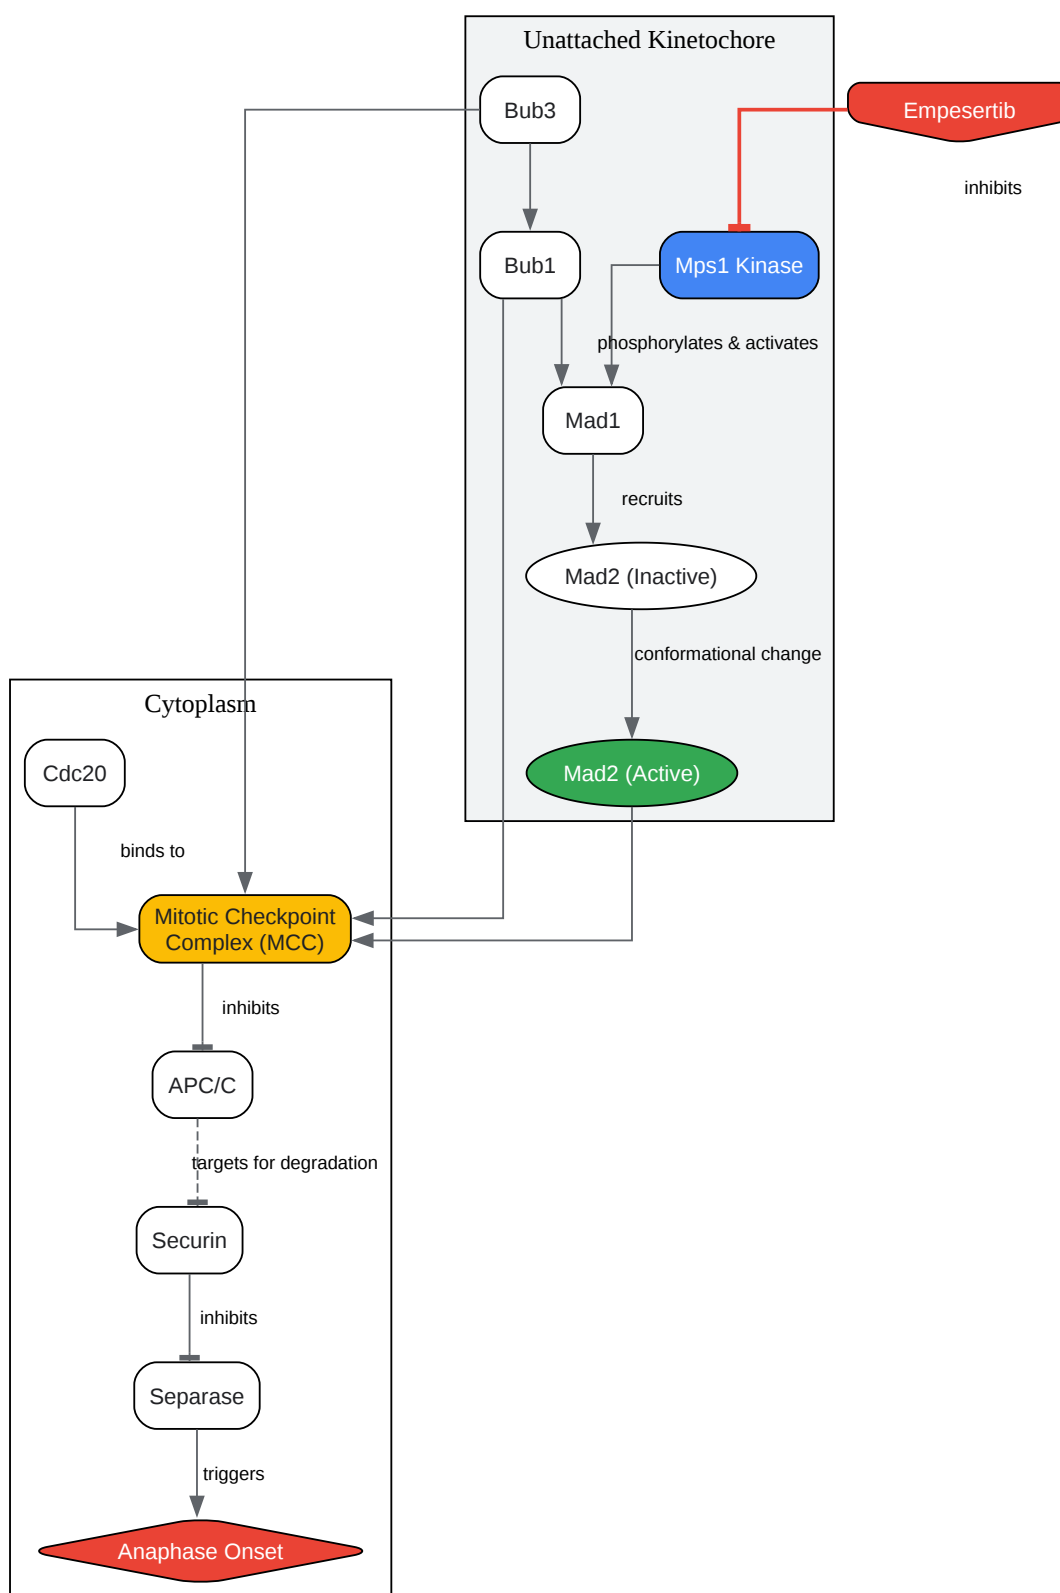 Unattached Kinetochore
Bub3
Empesertib
inhibits
Bub1
Mps1 Kinase
phosphorylates & activates
Mad1
recruits
Mad2 (Inactive)
conformational change
Mad2 (Active)
Cytoplasm
Cdc20
binds to
Mitotic Checkpoint
Complex (MCC)
inhibits
APC/C
targets for degradation
Securin
inhibits
Separase
triggers
Anaphase Onset